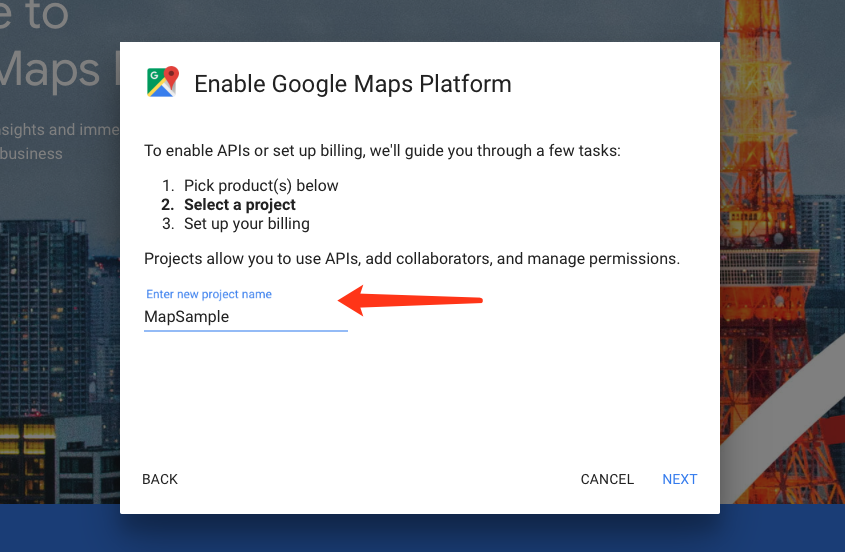 to
Maps
Enable Google Maps Platform
insights and imme
business
To enable APIs or set up billing, we'll guide you through a few tasks:
1. Pick product(s) below
2. Select a project
3. Set up your billing
Projects allow you to use APIs, add collaborators, and manage permissions.
Enter new project name
MapSample
BACK
CANCEL
NEXT